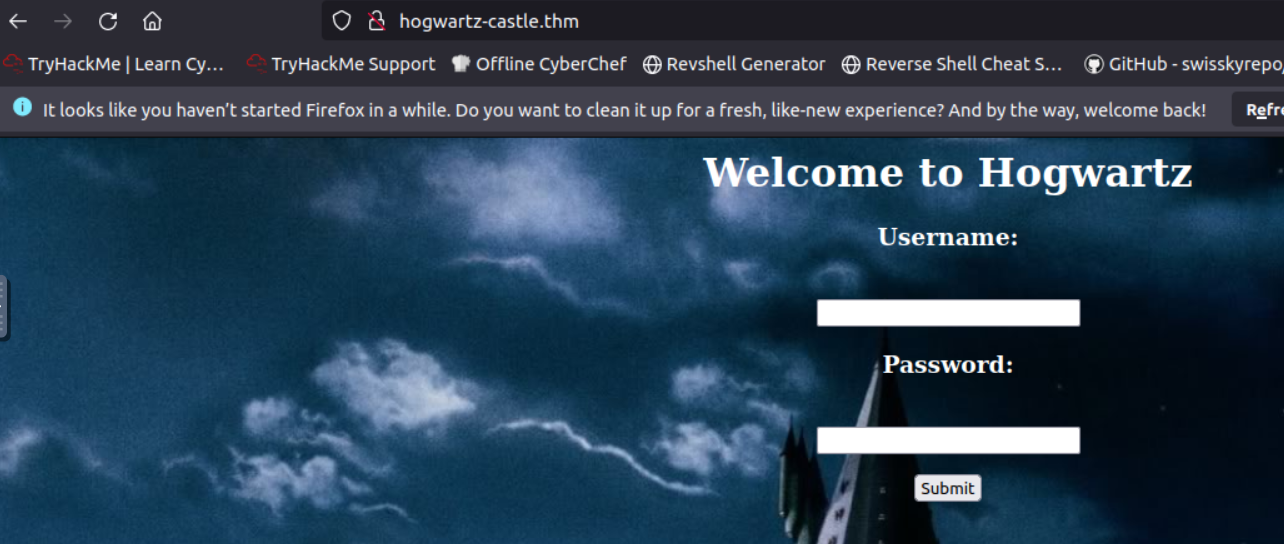 hogwartz-castle.thm
TryHackMe | Learn Cy… TryHackMe Support Offline CyberChef Revshell Generator Reverse Shell Cheat S… GitHub - swisskyrepo/
It looks like you haven’t started Firefox in a while. Do you want to clean it up for a fresh, like-new experience? And by the way, welcome back! Refre
Welcome to Hogwartz
Username:
Password:
Submit